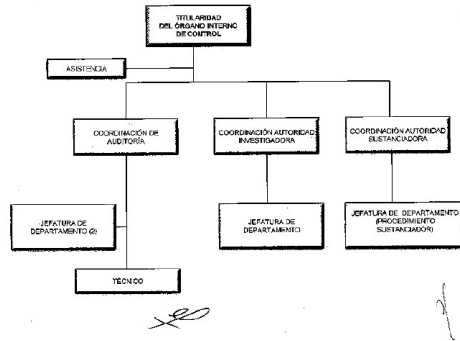 TITULARIDAD
DEL ÓRGANO INTERNO
DE CONTROL
ASISTENCIA
COORDINACIÓN DE
AUDITORÍA
COORDINACIÓN AUTORIDAD
INVESTIGADORA
COORDINACIÓN AUTORIDAD
SUSTANCIADORA
JEFATURA DE
DEPARTAMENTO (2)
JEFATURA DE
DEPARTAMENTO
JEFATURA DE DEPARTAMENTO
(PROCEDIMIENTO
SUSTANCIADOR)
TÉCNICO